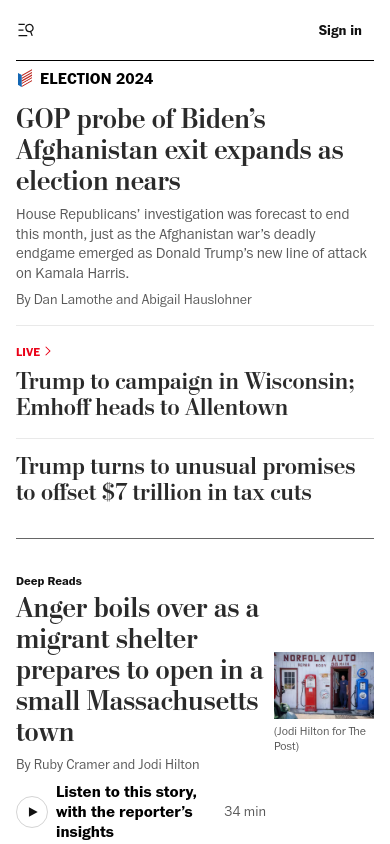 Sign in
ELECTION 2024
GOP probe of Biden’s
Afghanistan exit expands as
election nears
House Republicans’ investigation was forecast to end
this month, just as the Afghanistan war’s deadly
endgame emerged as Donald Trump’s new line of attack
on Kamala Harris.
By Dan Lamothe and Abigail Hauslohner
LIVE
Trump to campaign in Wisconsin;
Emhoff heads to Allentown
Trump turns to unusual promises
to offset $7 trillion in tax cuts
Deep Reads
Anger boils over as a
migrant shelter
prepares to open in a
small Massachusetts
town
By Ruby Cramer and Jodi Hilton
NORFOLK AUTO
(Jodi Hilton for The
Post)
Listen to this story,
with the reporter’s
insights
34 min